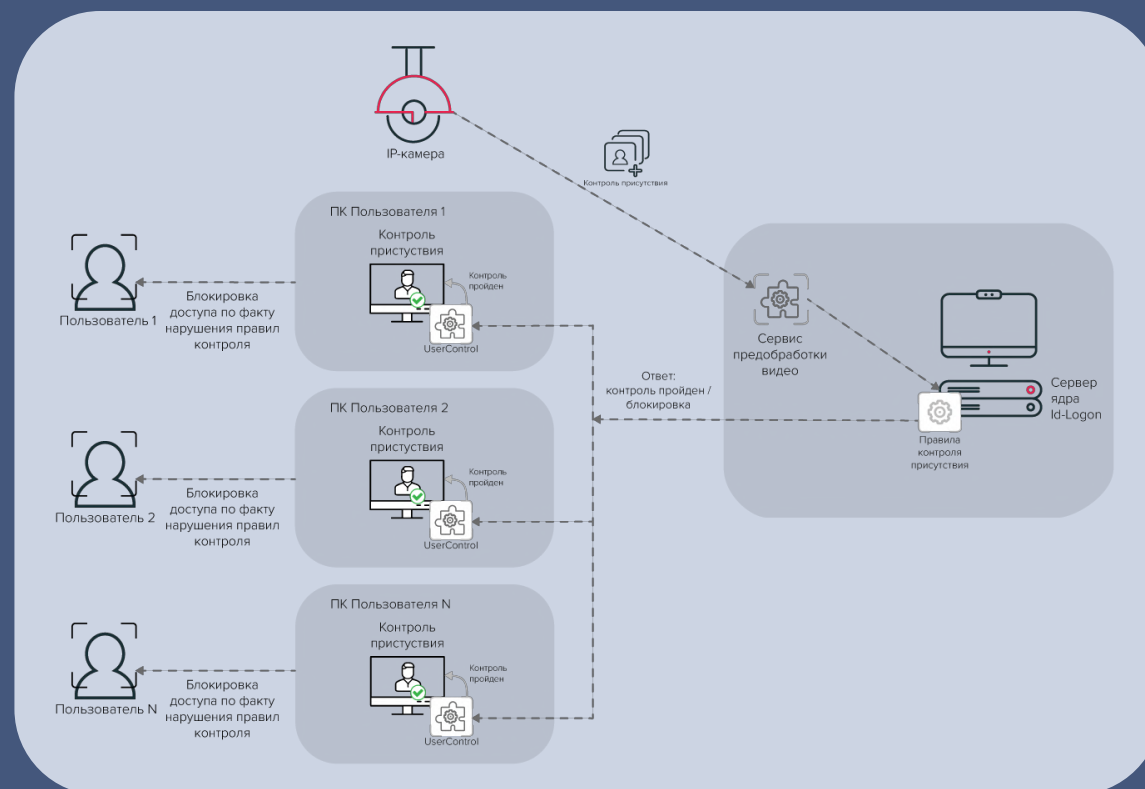 IP-камера
Контроль присутствия
ПК Пользователя 1
Контроль
пристуствия
Контроль
пройден
UserControl
Пользователь 1
Блокировка
доступа по факту
нарушения правил
контроля
ПК Пользователя 2
Контроль
пристуствия
Контроль
пройден
UserControl
Пользователь 2
Блокировка
доступа по факту
нарушения правил
контроля
ПК Пользователя N
Контроль
пристуствия
Контроль
пройден
UserControl
Пользователь N
Блокировка
доступа по факту
нарушения правил
контроля
Ответ:
контроль пройден /
блокировка
Сервис
предобработки
видео
Сервер
ядра
Id-Logon
Правила
контроля
присутствия